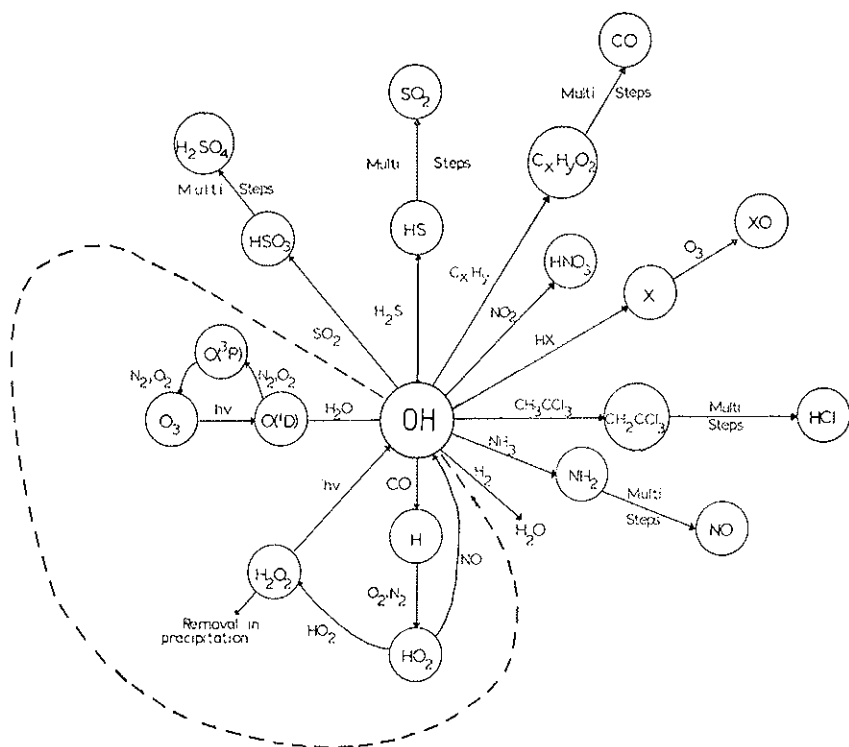 CO
SO₂
Multi Steps
H₂SO₄
CₓHᵧO₂
Multi Steps
Multi Steps
XO
HSO₃
HS
HNO₃
O₃
X
CₓHᵧ
H₂S
NO₂
SO₂
HX
O(³P)
N₂,O₂
N₂,O₂
O₃
hν
O(¹D)
H₂O
OH
CH₃CCl₃
CH₂CCl₃
Multi
Steps
HCl
NH₃
H₂
NH₂
Multi
Steps
NO
hν
CO
H
H₂O
H₂O₂
O₂,N₂
NO
Removal in
precipitation
HO₂
HO₂